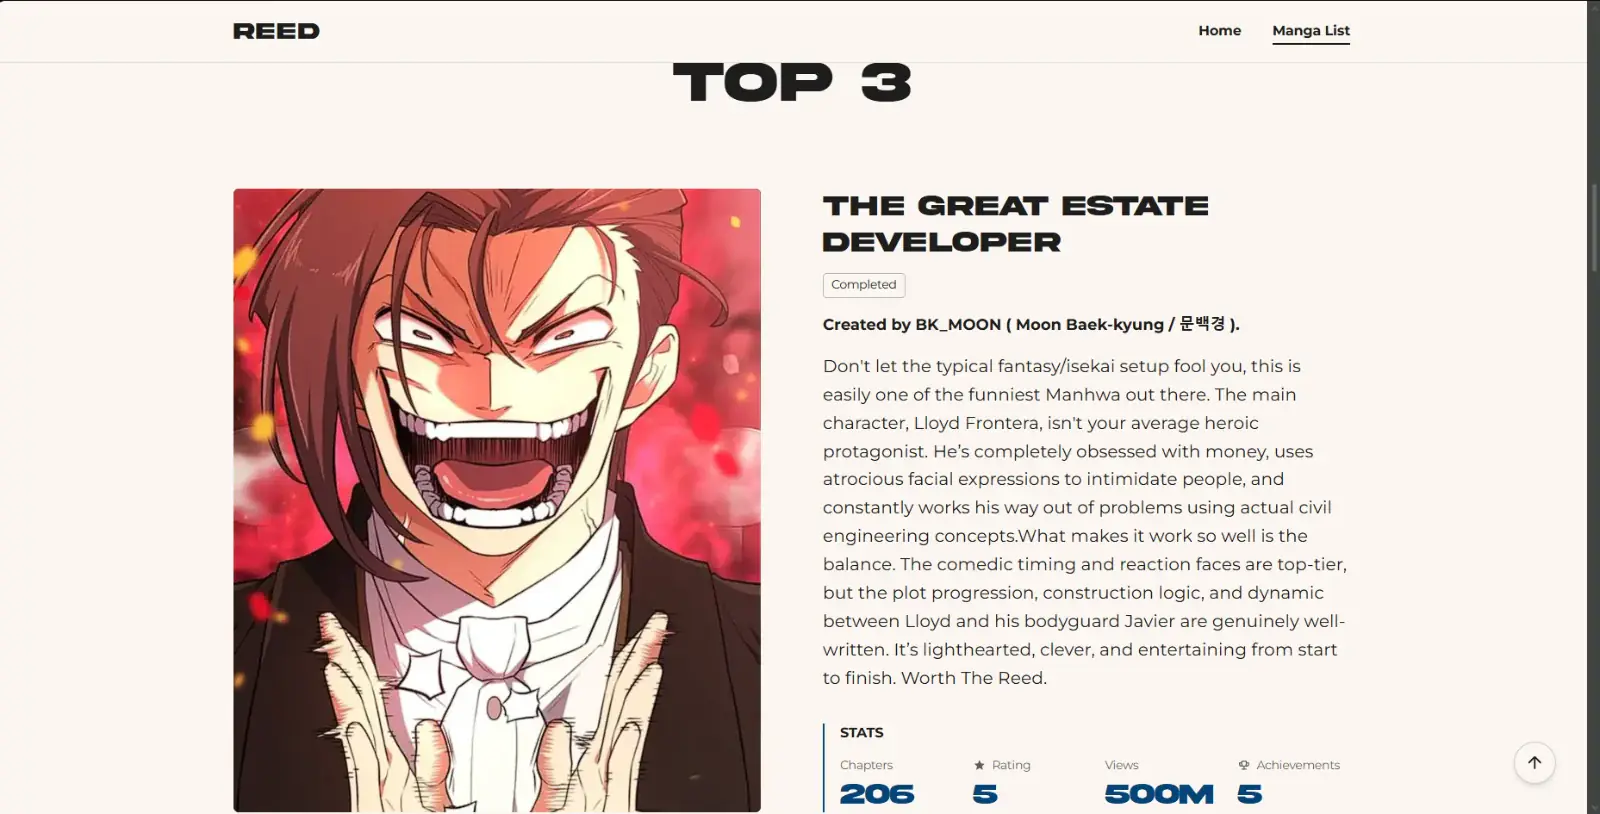 REED
Home
Manga List
TOP 3
THE GREAT ESTATE
DEVELOPER
Completed
Created by BK_MOON ( Moon Baek-kyung / 문백경 ).
Don't let the typical fantasy/isekai setup fool you, this is
easily one of the funniest Manhwa out there. The main
character, Lloyd Frontera, isn't your average heroic
protagonist. He’s completely obsessed with money, uses
atrocious facial expressions to intimidate people, and
constantly works his way out of problems using actual civil
engineering concepts.What makes it work so well is the
balance. The comedic timing and reaction faces are top-tier,
but the plot progression, construction logic, and dynamic
between Lloyd and his bodyguard Javier are genuinely well-
written. It’s lighthearted, clever, and entertaining from start
to finish. Worth The Reed.
STATS
Chapters
Rating
Views
Achievements
206
5
500M
5